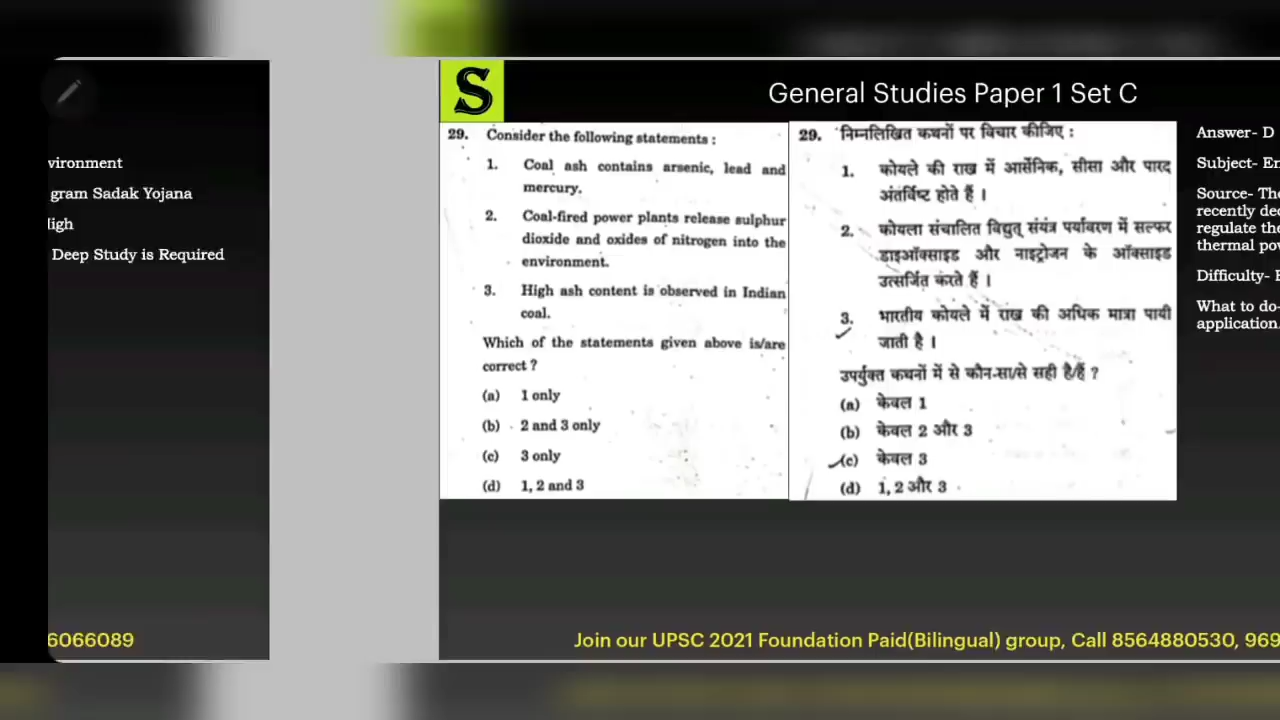 vironment
gram Sadak Yojana
High
Deep Study is Required
6066089
S
General Studies Paper 1 Set C
29. Consider the following statements :
1. Coal ash contains arsenic, lead and
mercury.
2. Coal-fired power plants release sulphur
dioxide and oxides of nitrogen into the
environment.
3. High ash content is observed in Indian
coal.
Which of the statements given above is/are
correct ?
(a) 1 only
(b) 2 and 3 only
(c) 3 only
(d) 1, 2 and 3
29. निम्नलिखित कथनों पर विचार कीजिए :
1. कोयले की राख में आर्सेनिक, सीसा और पारद
अंतर्विष्ट होते हैं ।
2. कोयला संचालित विद्युत् संयंत्र पर्यावरण में सल्फर
डाइऑक्साइड और नाइट्रोजन के ऑक्साइड
उत्सर्जित करते हैं ।
3. भारतीय कोयले में राख की अधिक मात्रा पायी
जाती है ।
उपर्युक्त कथनों में से कौन-सा/से सही है/हैं ?
(a) केवल 1
(b) केवल 2 और 3
(c) केवल 3
(d) 1, 2 और 3
Answer- D
Subject- En
Source- The
recently dec
regulate the
thermal pow
Difficulty- E
What to do-
application.
Join our UPSC 2021 Foundation Paid(Bilingual) group, Call 8564880530, 969